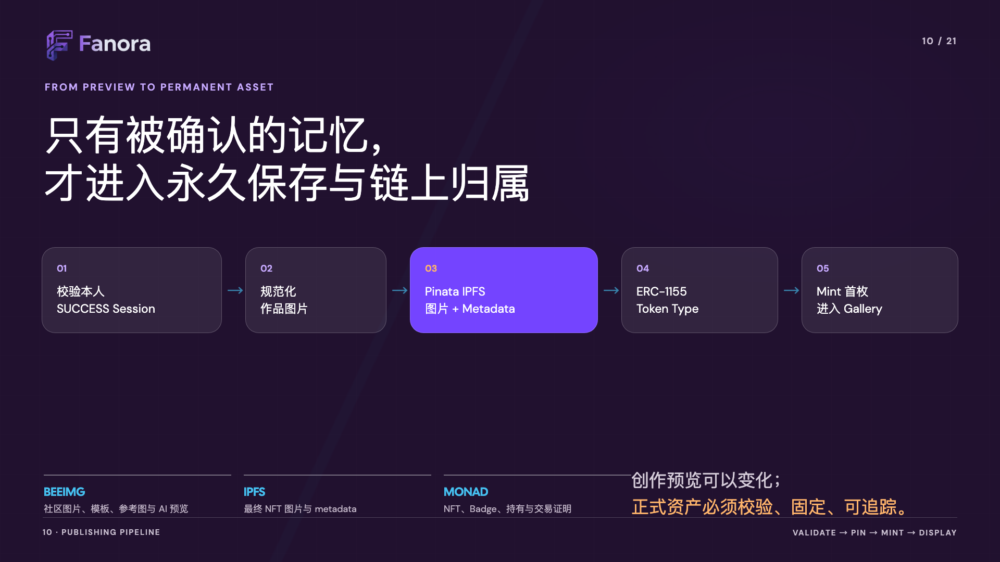 Fanora
10 / 21
FROM PREVIEW TO PERMANENT ASSET
只有被确认的记忆，
才进入永久保存与链上归属
01
校验本人
SUCCESS Session
→
02
规范化
作品图片
→
03
Pinata IPFS
图片 + Metadata
→
04
ERC-1155
Token Type
→
05
Mint 首枚
进入 Gallery
BEEIMG
社区图片、模板、参考图与 AI 预览
IPFS
最终 NFT 图片与 metadata
MONAD
NFT、Badge、持有与交易证明
创作预览可以变化；
正式资产必须校验、固定、可追踪。
10 · PUBLISHING PIPELINE
VALIDATE → PIN → MINT → DISPLAY